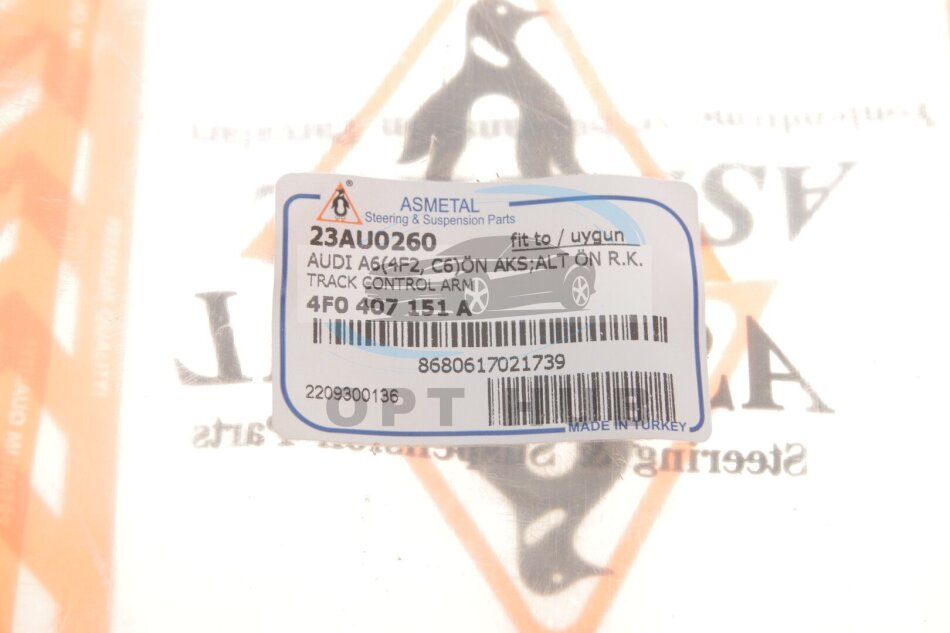 ASMETAL
Steering & Suspension Parts
23AU0260 fit to / uygun
AUDI A6(4F2, C6)ÖN AKS;ALT ÖN R.K.
TRACK CONTROL ARM
4F0 407 151 A
8680617021739
2209300136
OPT HUB
MADE IN TURKEY
Steering & Suspension Parts